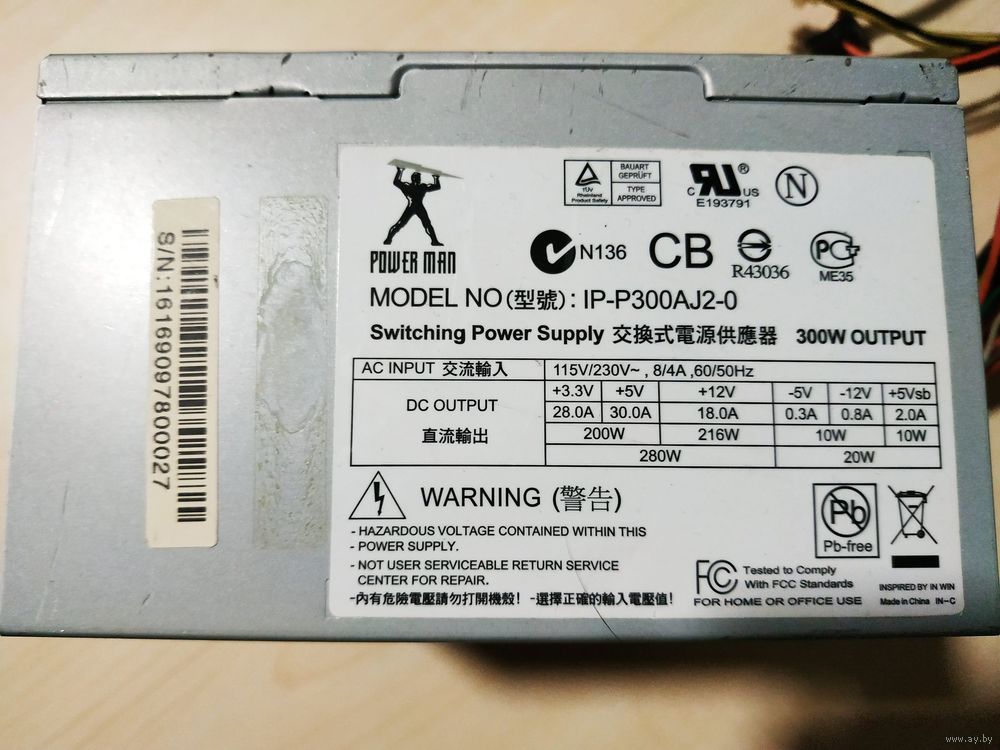 S/N:161690978000027
POWER MAN
TÜV
Rheinland
Product Safety
BAUART
GEPRÜFT
TYPE
APPROVED
C RU ® US
E193791
N
N136
CB
R43036
PCT
ME35
MODEL NO(型號): IP-P300AJ2-0
Switching Power Supply 交換式電源供應器 300W OUTPUT
AC INPUT 交流輸入 115V/230V~ , 8/4A ,60/50Hz
DC OUTPUT
直流輸出
+3.3V +5V +12V -5V -12V +5Vsb
28.0A 30.0A 18.0A 0.3A 0.8A 2.0A
200W 216W 10W 10W
280W 20W
WARNING (警告)
- HAZARDOUS VOLTAGE CONTAINED WITHIN THIS
- POWER SUPPLY.
- NOT USER SERVICEABLE RETURN SERVICE
CENTER FOR REPAIR.
-內有危險電壓請勿打開機殼! -選擇正確的輸入電壓值!
Pb
Pb-free
FC Tested to Comply
With FCC Standards
FOR HOME OR OFFICE USE
INSPIRED BY IN WIN
Made in China IN-C
www.ay.by